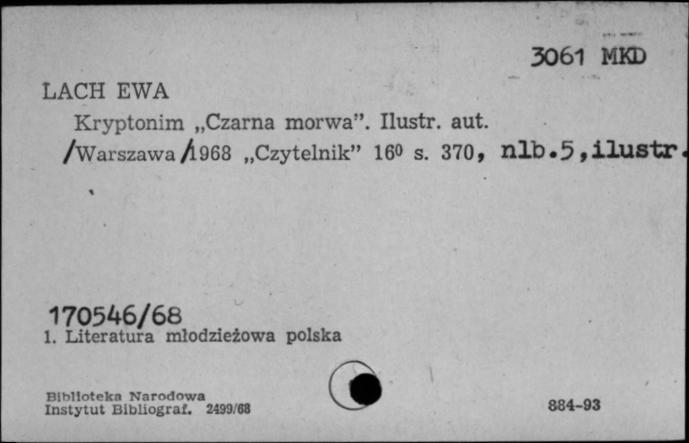 3061 MKD
LACH EWA
Kryptonim „Czarna morwa”. Ilustr. aut.
/Warszawa/1968 „Czytelnik” 16⁰ s. 370, nlb.5,ilustr.
170546/68
1. Literatura młodzieżowa polska
Biblioteka Narodowa
Instytut Bibliograf. 2499/68
884-93